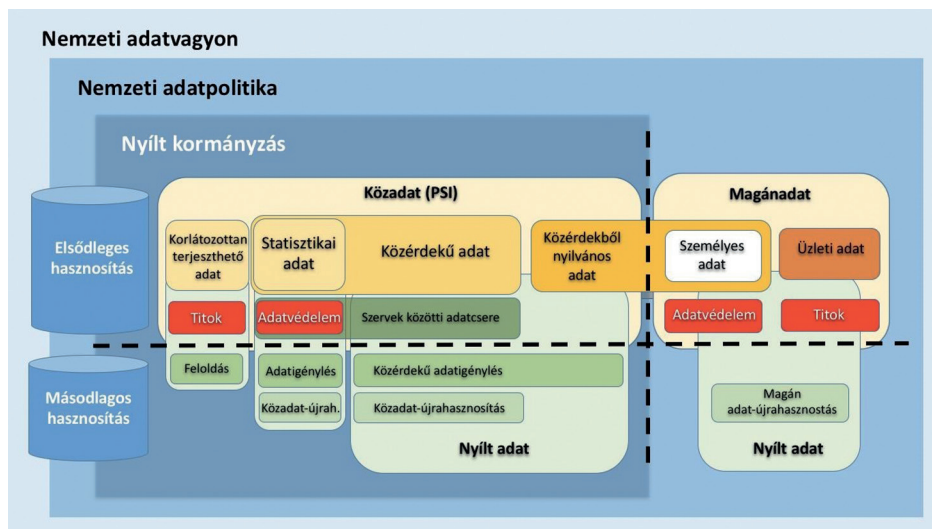 Nemzeti adatvagyon
Nemzeti adatpolitika
Nyílt kormányzás
Közadat (PSI)
Magánadat
Elsődleges
hasznosítás
Korlátozottan
terjeszthető
adat
Statisztikai
adat
Közérdekű adat
Közérdekből
nyilvános
adat
Személyes
adat
Üzleti adat
Titok
Adatvédelem
Szervek közötti adatcsere
Adatvédelem
Titok
Másodlagos
hasznosítás
Feloldás
Adatigénylés
Közérdekű adatigénylés
Közadat-újrah.
Közadat-újrahasznosítás
Magán
adat-újrahasznostás
Nyílt adat
Nyílt adat